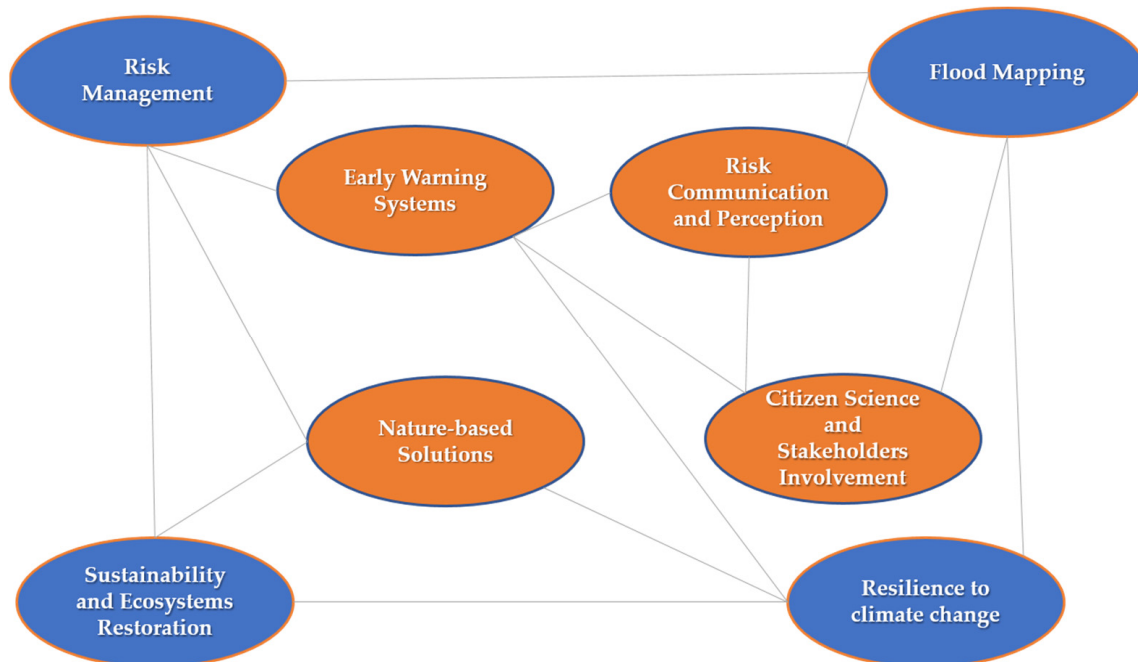 Risk
Management
Flood Mapping
Early Warning
Systems
Risk
Communication
and Perception
Nature-based
Solutions
Citizen Science
and
Stakeholders
Involvement
Sustainability
and Ecosystems
Restoration
Resilience to
climate change